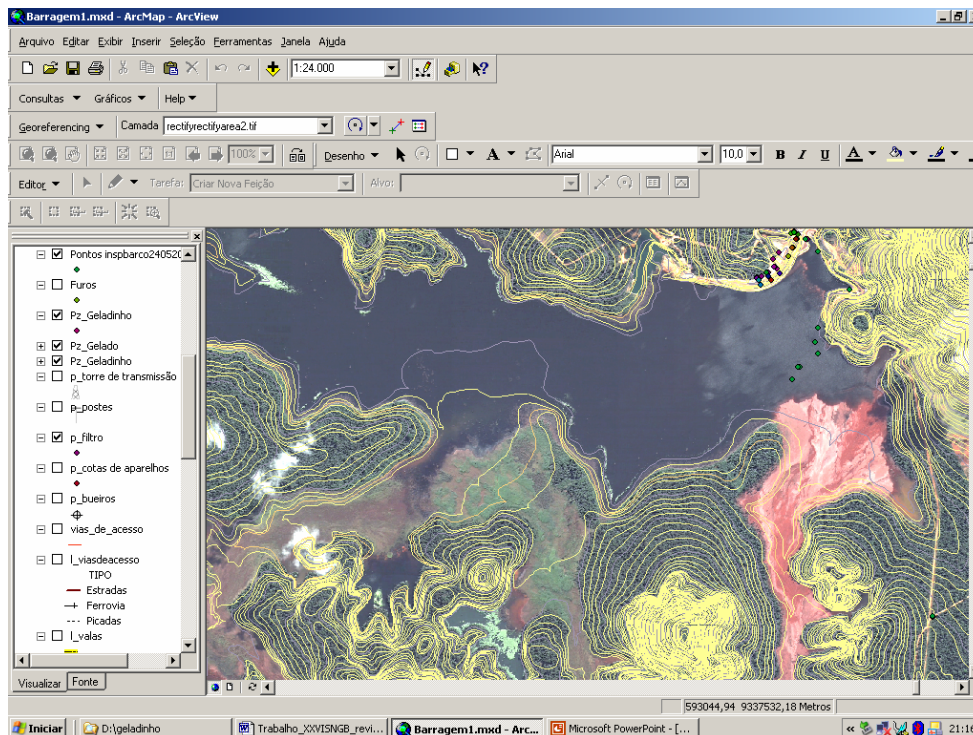 Barragem1.mxd - ArcMap - ArcView
Arquivo Editar Exibir Inserir Seleção Ferramentas Janela Ajuda
1:24.000
Consultas Gráficos Help
Georeferencing Camada rectifyrectifyarea2.tif
100% Desenho A Arial 10,0 B I U A
Editor Tarefa: Criar Nova Feição Alvo:
Pontos inspbarco240520
Furos
Pz_Geladinho
Pz_Gelado
Pz_Geladinho
p_torre de transmissão
p_postes
p_filtro
p_cotas de aparelhos
p_bueiros
vias_de_acesso
l_viasdeacesso
TIPO
Estradas
Ferrovia
Picadas
l_valas
Visualizar Fonte
593044,94 9337532,18 Metros
Iniciar D:\geladinho Trabalho_XXVISNGB_revi... Barragem1.mxd - Arc... Microsoft PowerPoint - [... « 21:16